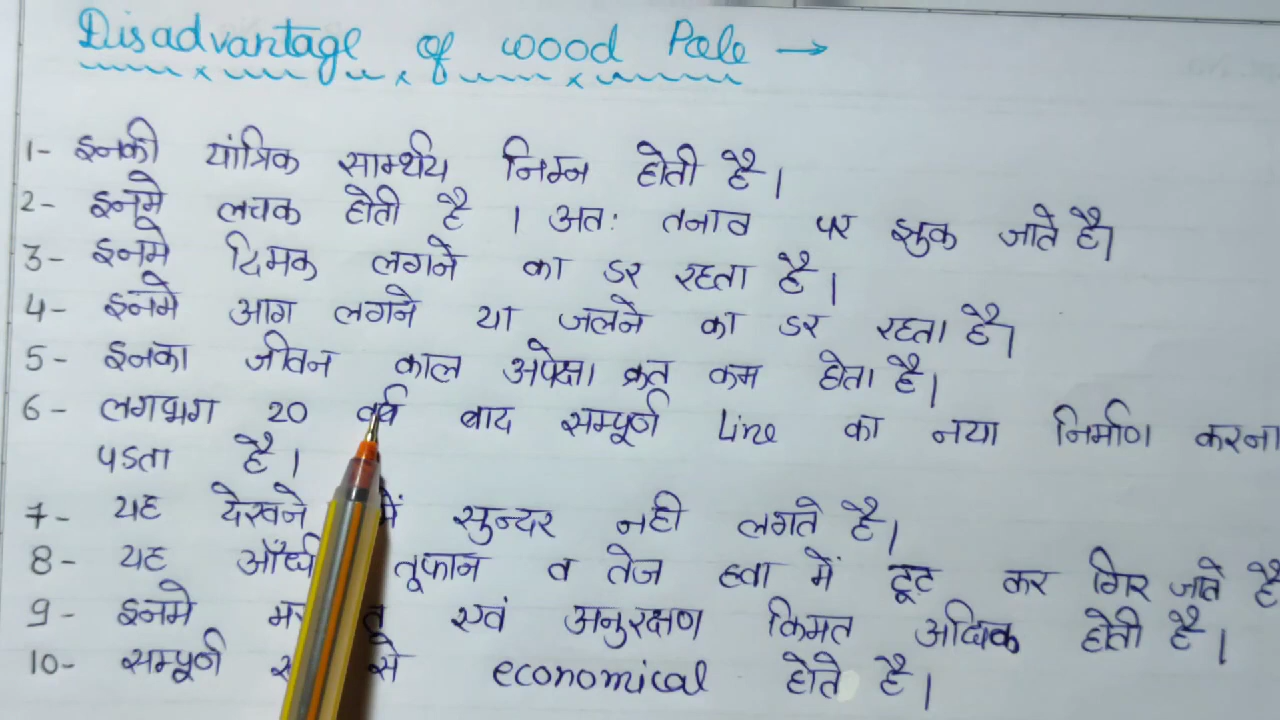 Disadvantage of wood Pole →
1- इनकी यांत्रिक सार्म्थय निम्न होती है।
2- इनमे लचक होती है । अतः तनाव पर झुक जाते है।
3- इनमे दिमक लगने का डर रहता है।
4- इनमे आग लगने या जलने का डर रहता है।
5- इनका जीवन काल अपेक्षा क्रत कम होता है।
6- लगभग 20 वर्ष बाद सम्पूर्ण Line का नया निर्माण करना
पडता है।
7- यह देखने में सुन्दर नही लगते है।
8- यह तूफान व तेज हवा में टूट कर गिर जाते है
9- इनमे एवं अनुरक्षण किमत अधिक होती है।
10- सम्पूर्ण से economical होते है।